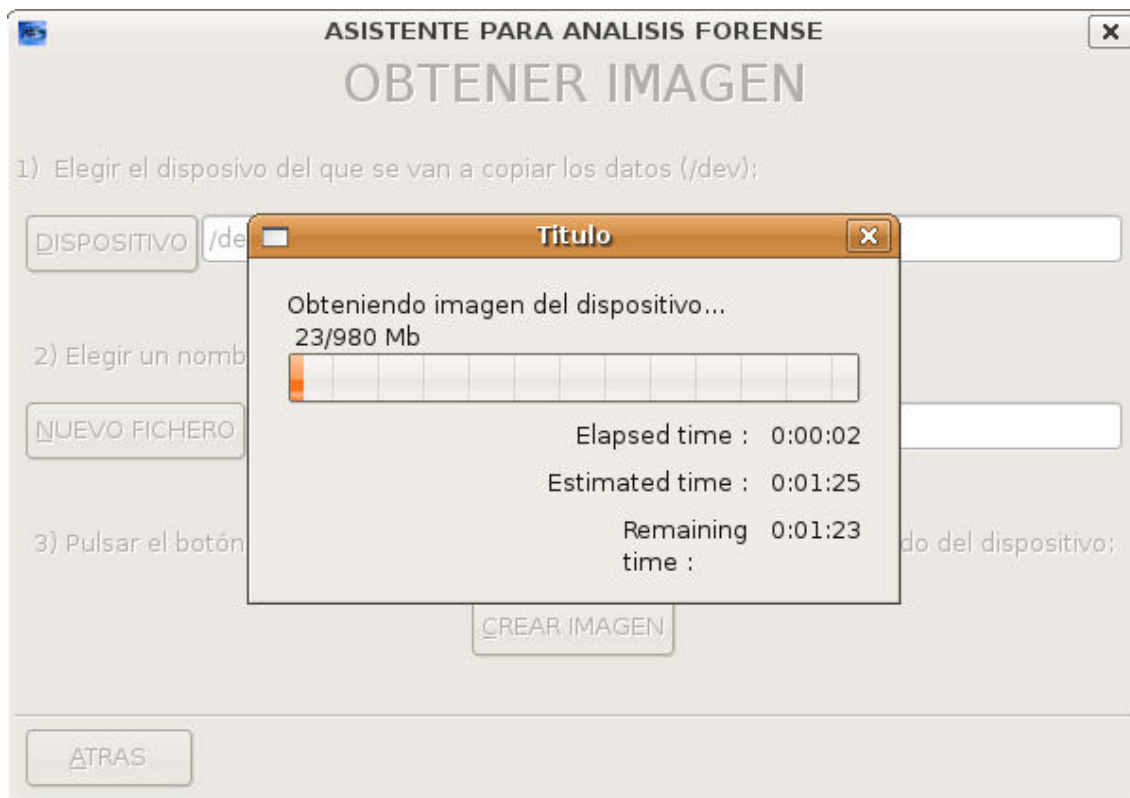 ASISTENTE PARA ANALISIS FORENSE
OBTENER IMAGEN
1) Elegir el disposivo del que se van a copiar los datos (/dev):
DISPOSITIVO /de
Titulo
Obteniendo imagen del dispositivo...
23/980 Mb
2) Elegir un nomb
NUEVO FICHERO
Elapsed time : 0:00:02
Estimated time : 0:01:25
Remaining time : 0:01:23
3) Pulsar el botón do del dispositivo:
CREAR IMAGEN
ATRAS